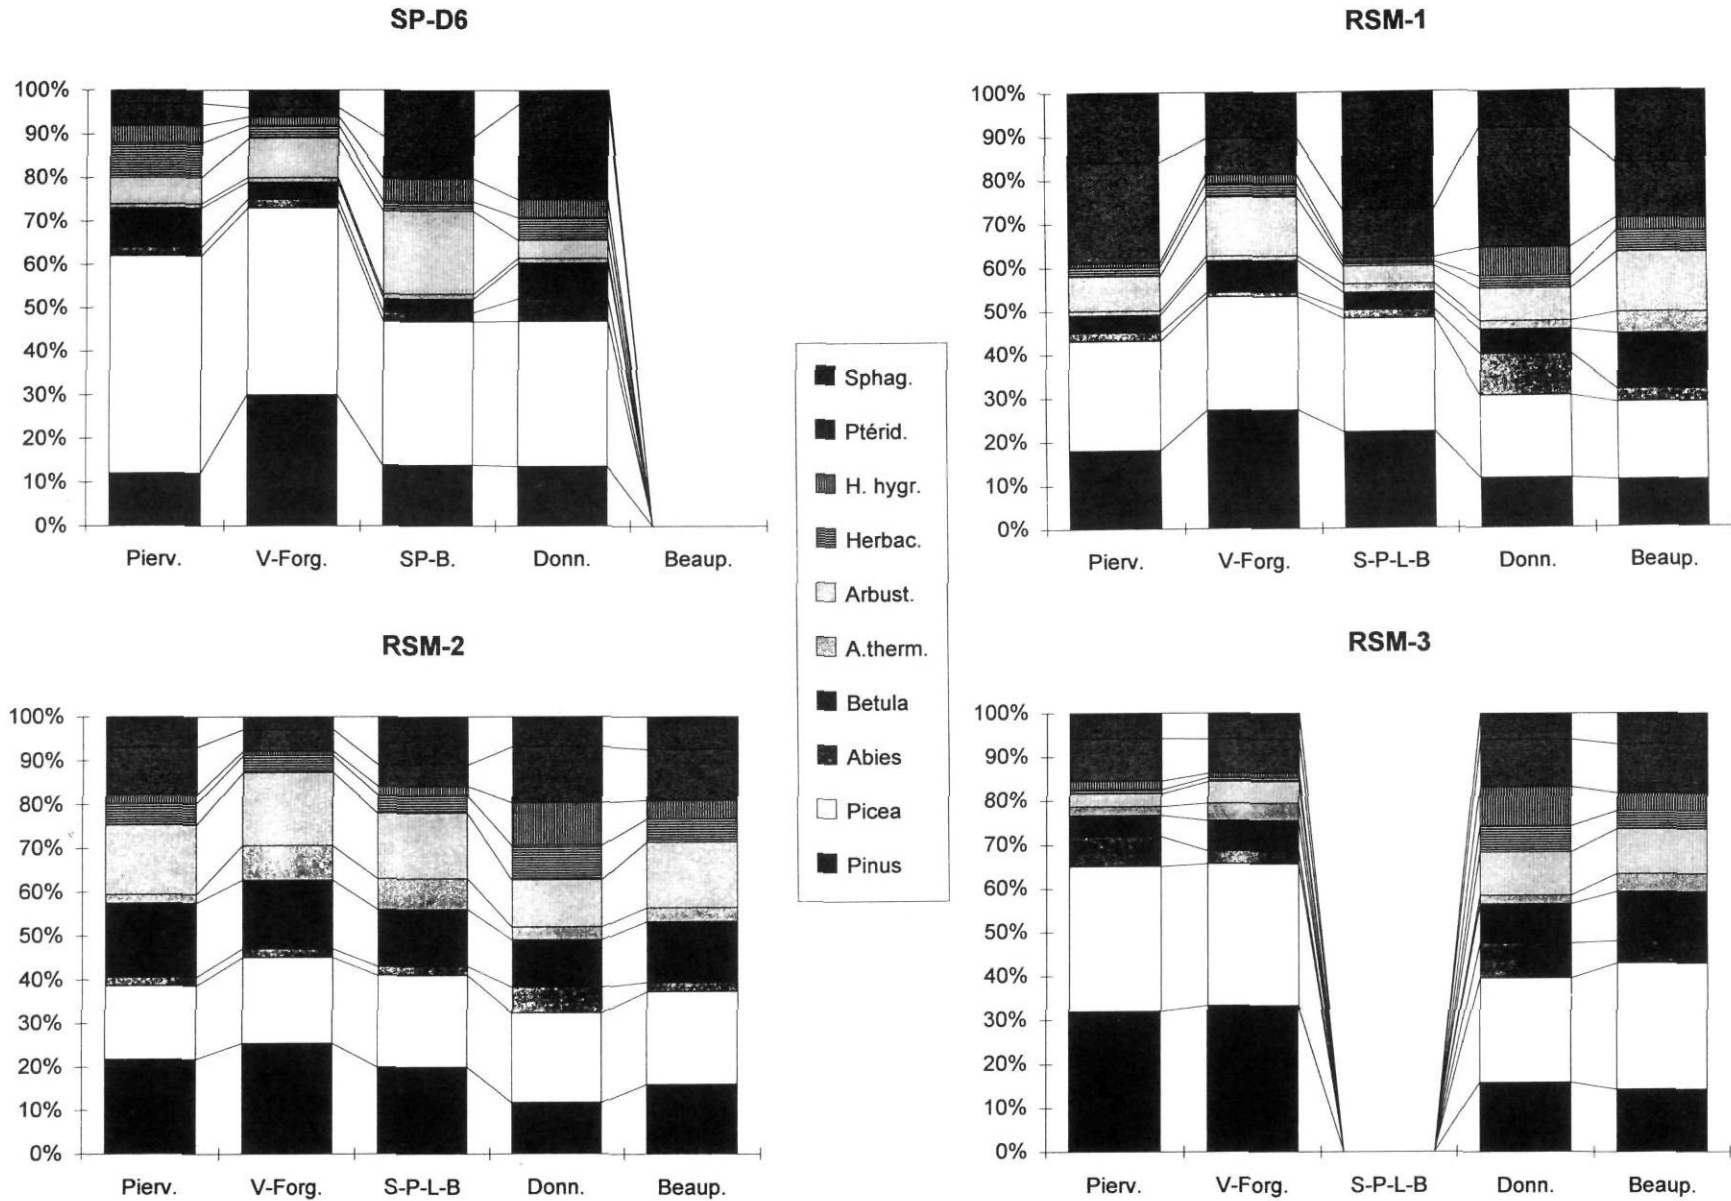 SP-D6
100%
90%
80%
70%
60%
50%
40%
30%
20%
10%
0%
Pierv. V-Forg. SP-B. Donn. Beaup.
RSM-1
100%
90%
80%
70%
60%
50%
40%
30%
20%
10%
0%
Pierv. V-Forg. S-P-L-B Donn. Beaup.
Sphag.
Ptérid.
H. hygr.
Herbac.
Arbust.
A.therm.
Betula
Abies
Picea
Pinus
RSM-2
100%
90%
80%
70%
60%
50%
40%
30%
20%
10%
0%
Pierv. V-Forg. S-P-L-B Donn. Beaup.
RSM-3
100%
90%
80%
70%
60%
50%
40%
30%
20%
10%
0%
Pierv. V-Forg. S-P-L-B Donn. Beaup.